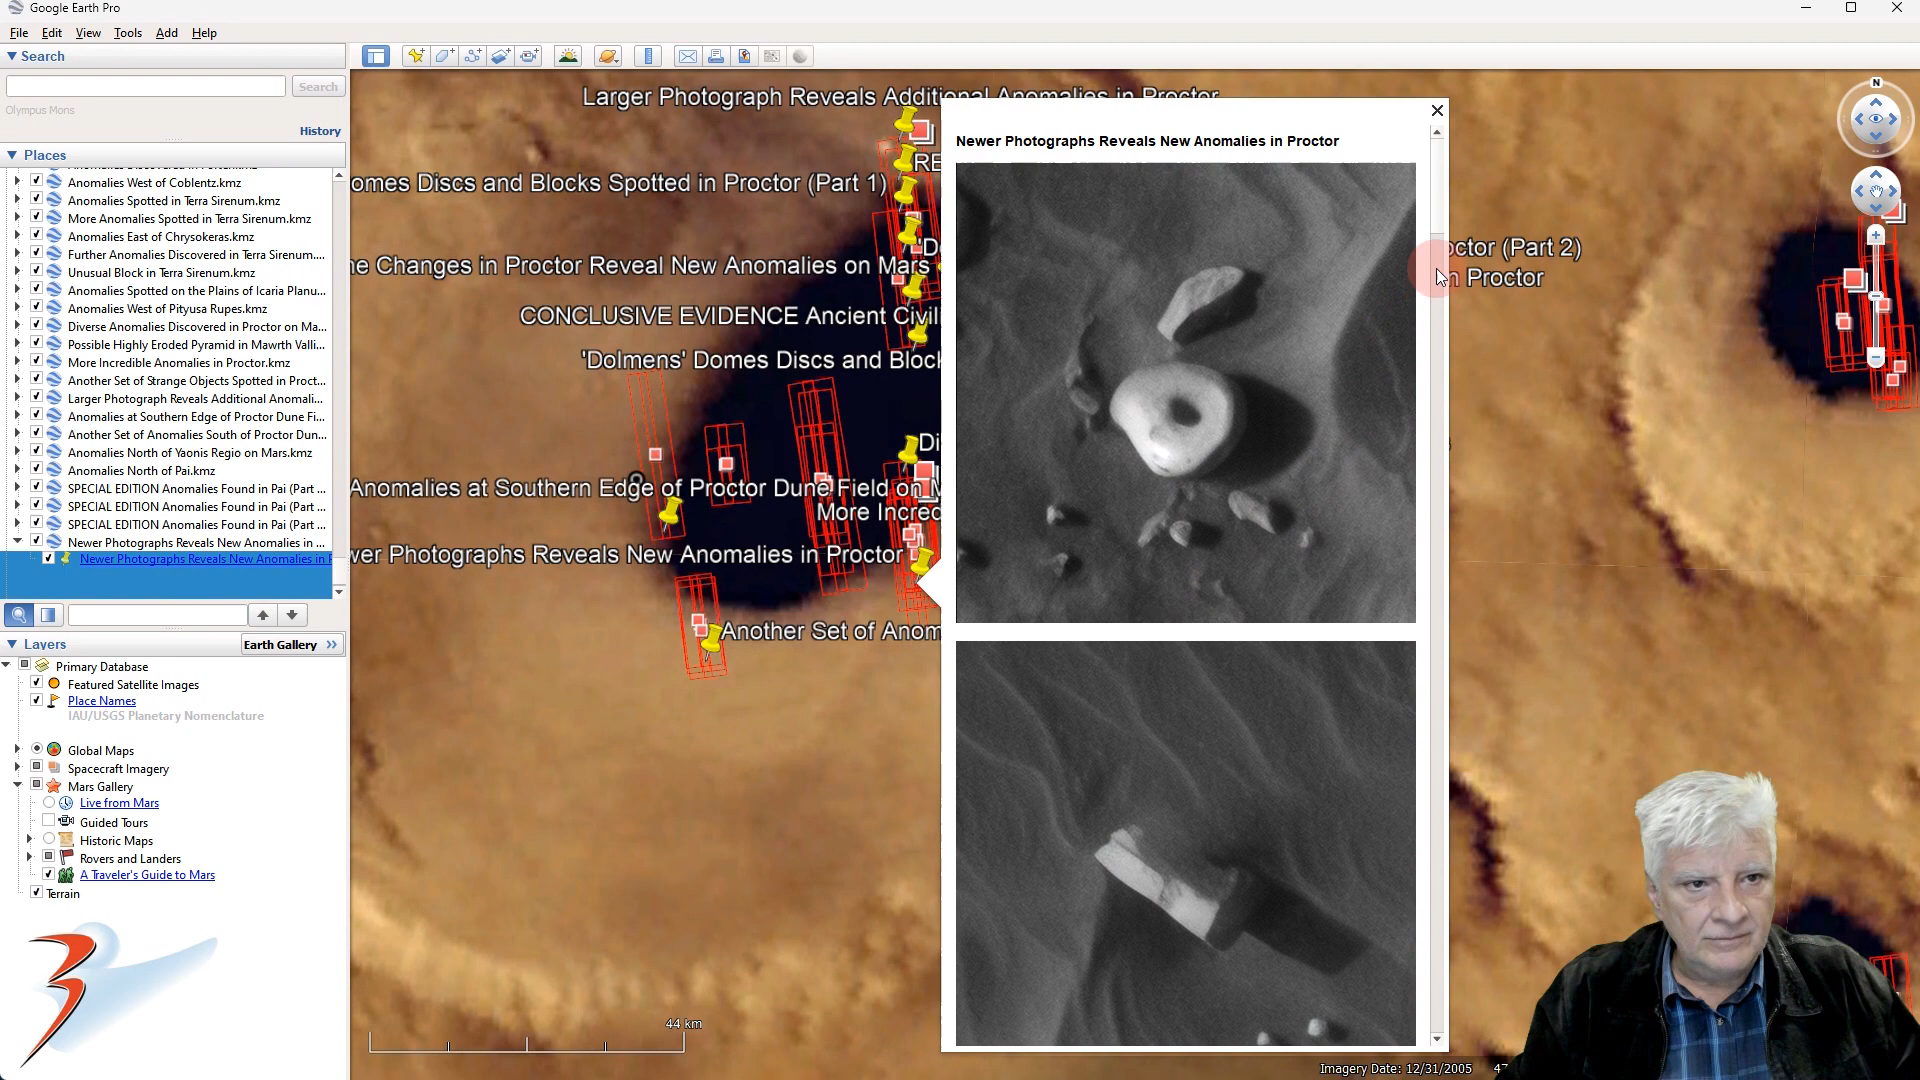 Google Earth Pro
File Edit View Tools Add Help
Search
Search
Olympus Mons
History
Places
Anomalies West of Coblentz.kmz
Anomalies Spotted in Terra Sirenum.kmz
More Anomalies Spotted in Terra Sirenum.kmz
Anomalies East of Chrysokeras.kmz
Further Anomalies Discovered in Terra Sirenum....
Unusual Block in Terra Sirenum.kmz
Anomalies Spotted on the Plains of Icaria Planu...
Anomalies West of Pityusa Rupes.kmz
Diverse Anomalies Discovered in Proctor on Ma...
Possible Highly Eroded Pyramid in Mawrth Valli...
More Incredible Anomalies in Proctor.kmz
Another Set of Strange Objects Spotted in Proct...
Larger Photograph Reveals Additional Anomali...
Anomalies at Southern Edge of Proctor Dune Fi...
Another Set of Anomalies South of Proctor Dun...
Anomalies North of Yaonis Regio on Mars.kmz
Anomalies North of Pai.kmz
SPECIAL EDITION Anomalies Found in Pai (Part ...
SPECIAL EDITION Anomalies Found in Pai (Part ...
SPECIAL EDITION Anomalies Found in Pai (Part ...
Newer Photographs Reveals New Anomalies in ...
Newer Photographs Reveals New Anomalies in
Layers
Earth Gallery >>
Primary Database
Featured Satellite Images
Place Names
IAU/USGS Planetary Nomenclature
Global Maps
Spacecraft Imagery
Mars Gallery
Live from Mars
Guided Tours
Historic Maps
Rovers and Landers
A Traveler's Guide to Mars
Terrain
Larger Photograph Reveals Additional Anomalies in Proctor
RE
omes Discs and Blocks Spotted in Proctor (Part 1)
'Do
ne Changes in Proctor Reveal New Anomalies on Mars
CONCLUSIVE EVIDENCE Ancient Civili
'Dolmens' Domes Discs and Block
Di
Anomalies at Southern Edge of Proctor Dune Field on M
More Incred
wer Photographs Reveals New Anomalies in Proctor
Another Set of Anom
44 km
Newer Photographs Reveals New Anomalies in Proctor
octor (Part 2)
n Proctor
N
Imagery Date: 12/31/2005 47